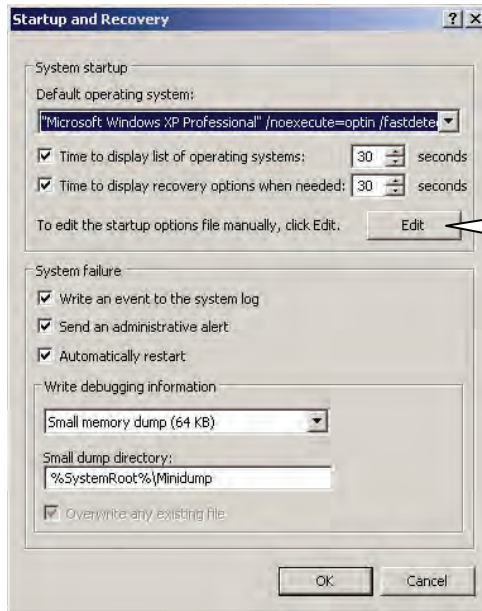 Startup and Recovery
System startup
Default operating system:
"Microsoft Windows XP Professional" /noexecute=optin /fastdete
Time to display list of operating systems: 30 seconds
Time to display recovery options when needed: 30 seconds
To edit the startup options file manually, click Edit. Edit
System failure
Write an event to the system log
Send an administrative alert
Automatically restart
Write debugging information
Small memory dump (64 KB)
Small dump directory:
%SystemRoot%\Minidump
Overwrite any existing file
OK Cancel